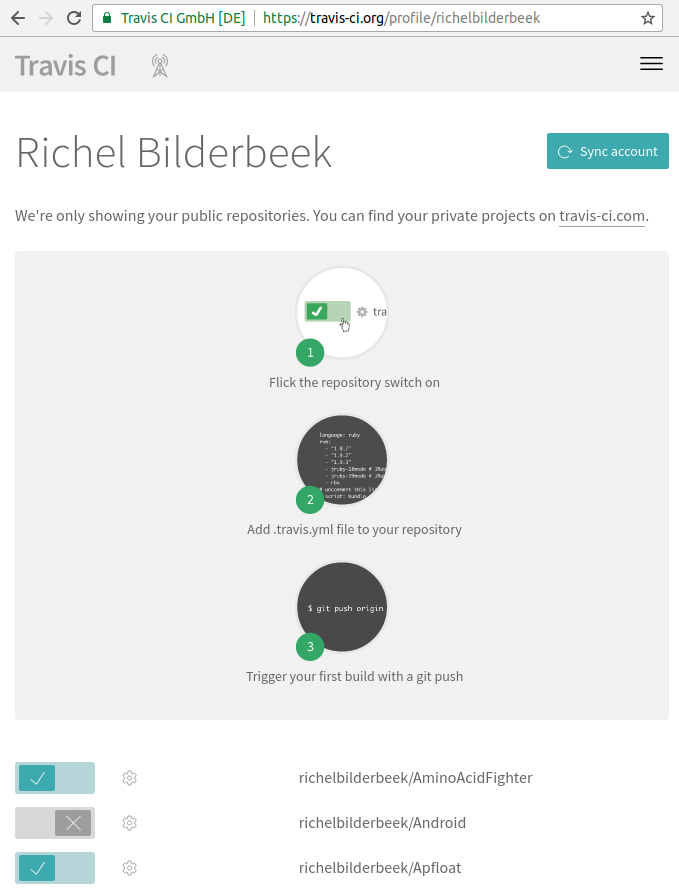 Travis CI GmbH [DE] | https://travis-ci.org/profile/richelbilderbeek
Travis CI
Richel Bilderbeek
Sync account
We're only showing your public repositories. You can find your private projects on travis-ci.com.
tra
1
Flick the repository switch on
language: ruby
rvm:
- "1.8.7"
- "1.9.2"
- "1.9.3"
- jruby-18mode # JRub
- jruby-19mode # JRu
- rbx
# uncomment this li
script: bundle
2
Add .travis.yml file to your repository
$ git push origin
3
Trigger your first build with a git push
richelbilderbeek/AminoAcidFighter
richelbilderbeek/Android
richelbilderbeek/Apfloat